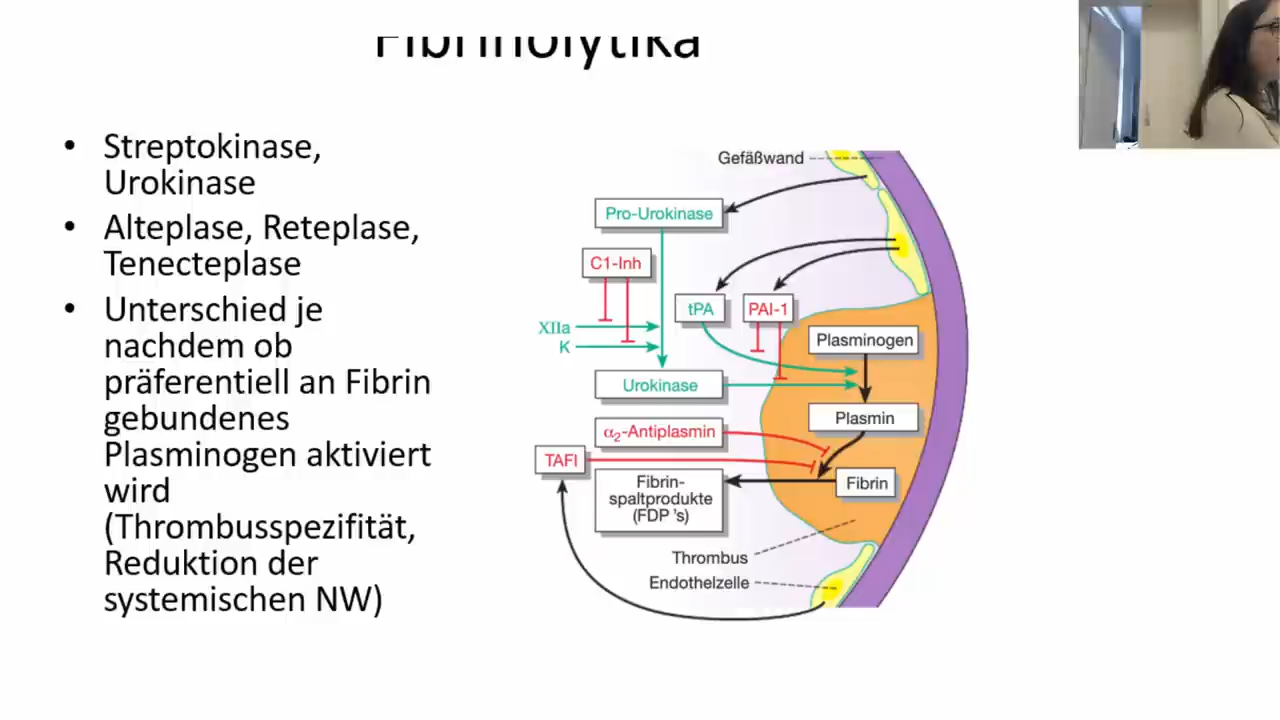 Fibrinolytika
• Streptokinase,
Urokinase
• Alteplase, Reteplase,
Tenecteplase
• Unterschied je
nachdem ob
präferentiell an Fibrin
gebundenes
Plasminogen aktiviert
wird
(Thrombusspezifität,
Reduktion der
systemischen NW)
Gefäßwand
Pro-Urokinase
C1-Inh
tPA
PAI-1
XIIa
K
Plasminogen
Urokinase
Plasmin
α₂-Antiplasmin
TAFI
Fibrin-
spaltprodukte
(FDP 's)
Fibrin
Thrombus
Endothelzelle